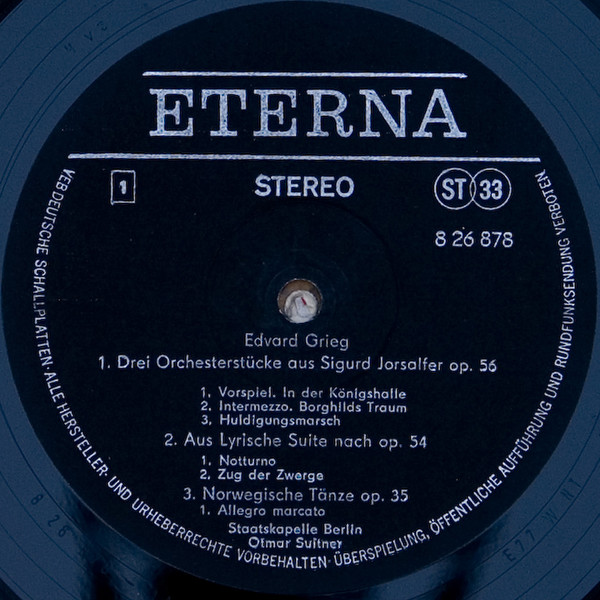 ETERNA
1
STEREO
ST 33
8 26 878
Edvard Grieg
1. Drei Orchesterstücke aus Sigurd Jorsalfer op. 56
1. Vorspiel. In der Königshalle
2. Intermezzo. Borghilds Traum
3. Huldigungsmarsch
2. Aus Lyrische Suite nach op. 54
1. Notturno
2. Zug der Zwerge
3. Norwegische Tänze op. 35
1. Allegro marcato
Staatskapelle Berlin
Otmar Suitner
VEB DEUTSCHE SCHALLPLATTEN · ALLE HERSTELLER- UND URHEBERRECHTE VORBEHALTEN · ÜBERSPIELUNG, ÖFFENTLICHE AUFFÜHRUNG UND RUNDFUNKSENDUNG VERBOTEN